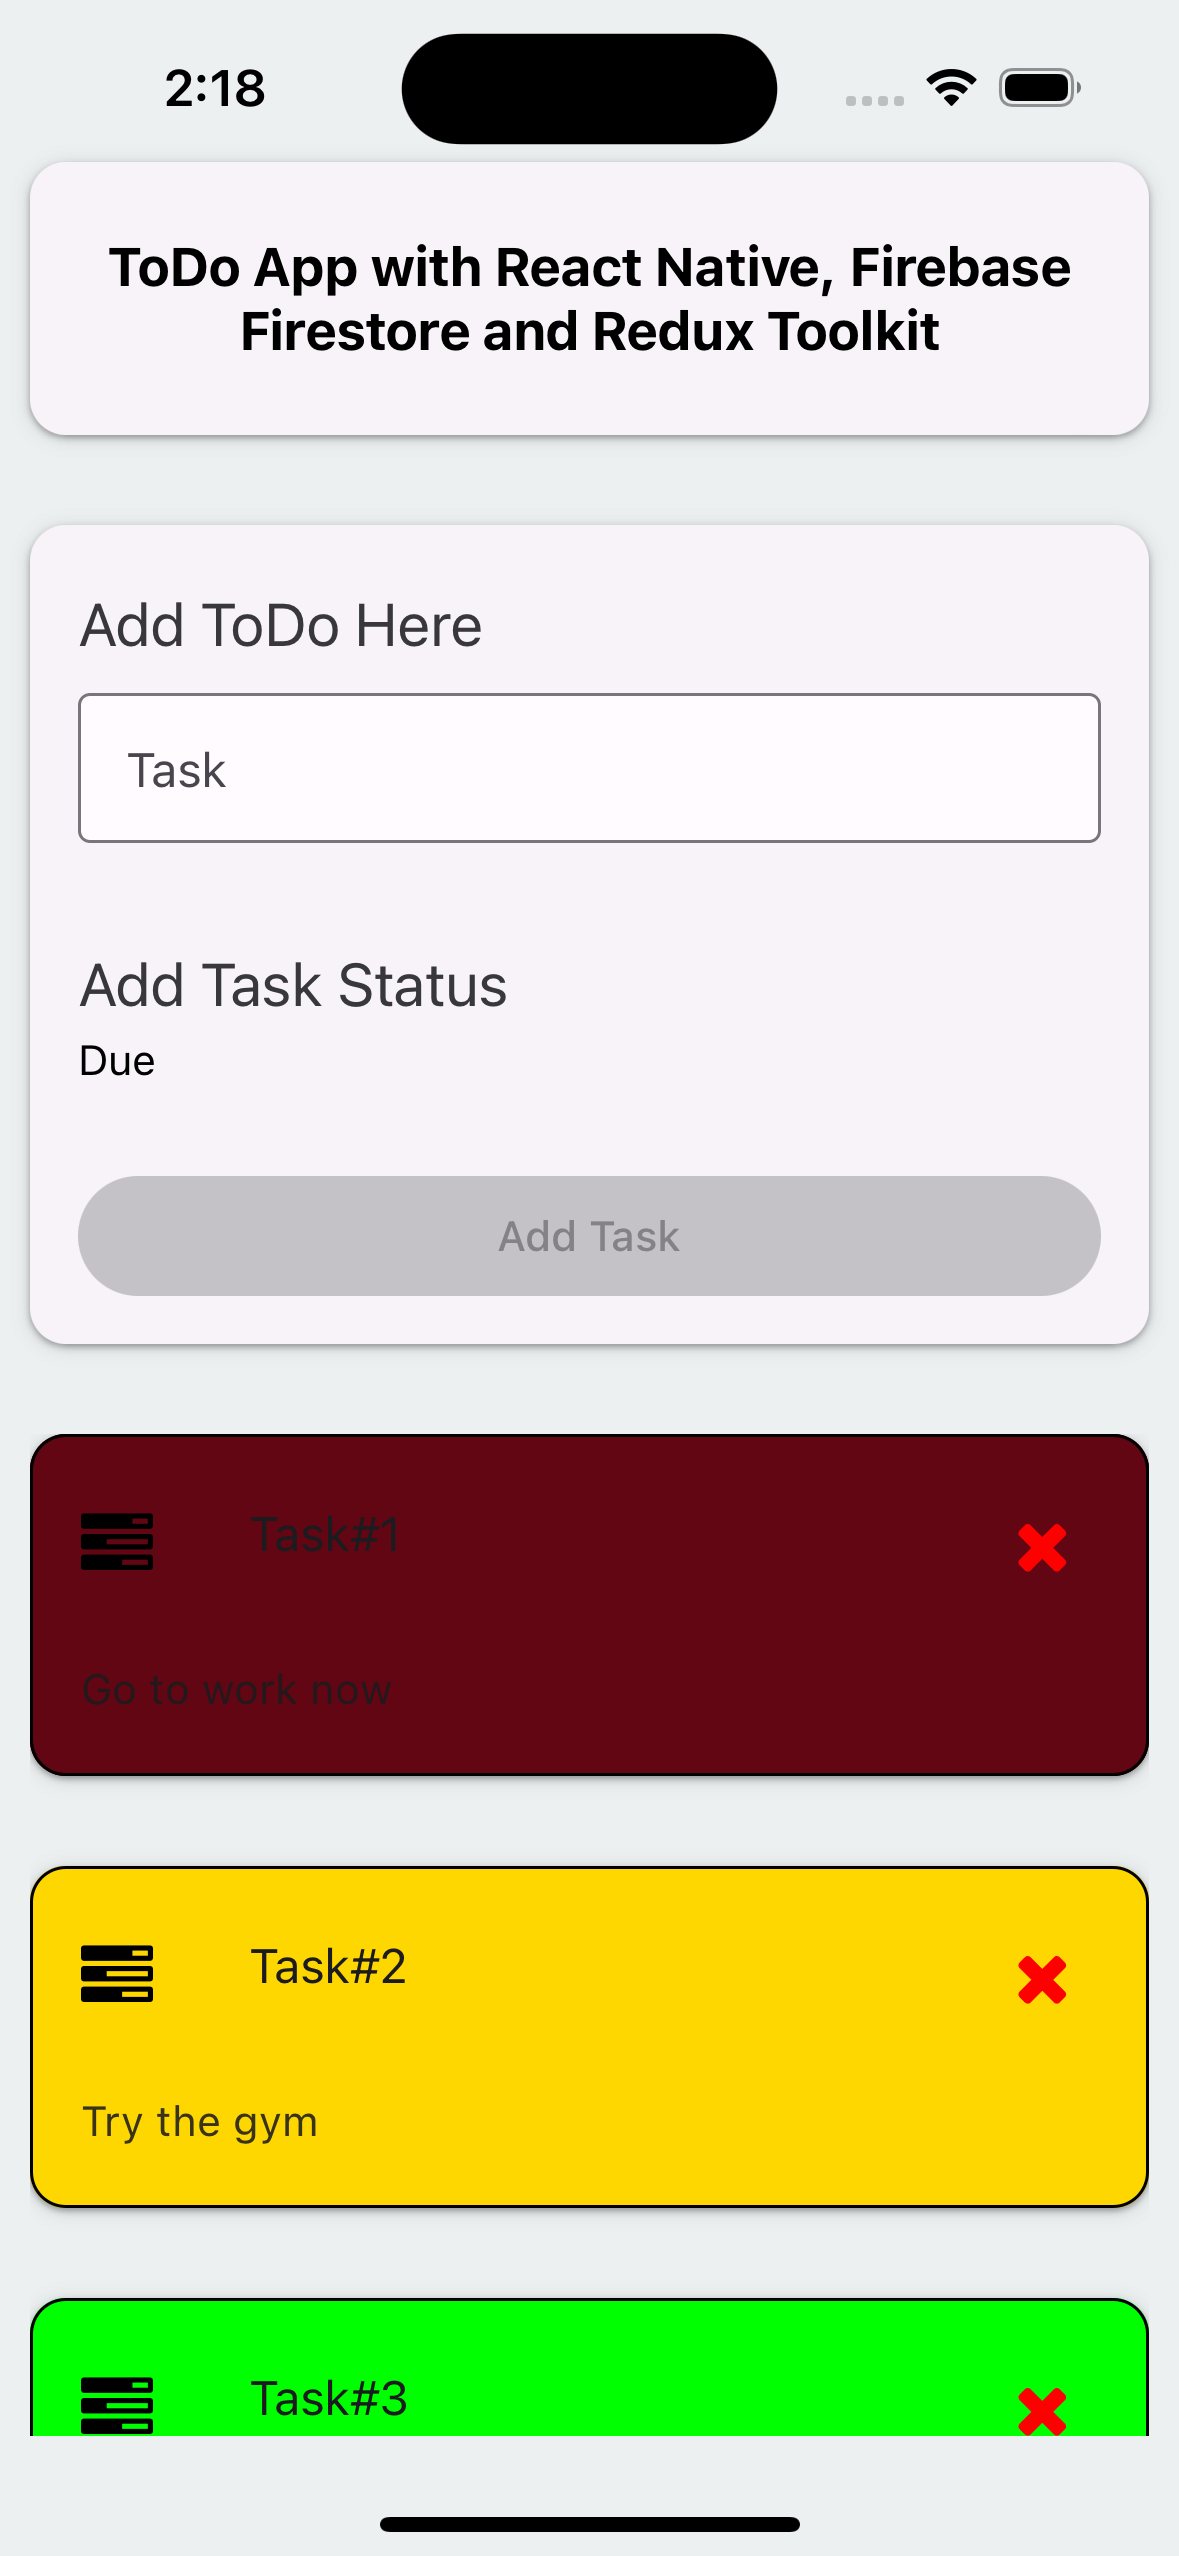 2:18
ToDo App with React Native, Firebase
Firestore and Redux Toolkit
Add ToDo Here
Task
Add Task Status
Due
Add Task
Task#1
Go to work now
Task#2
Try the gym
Task#3